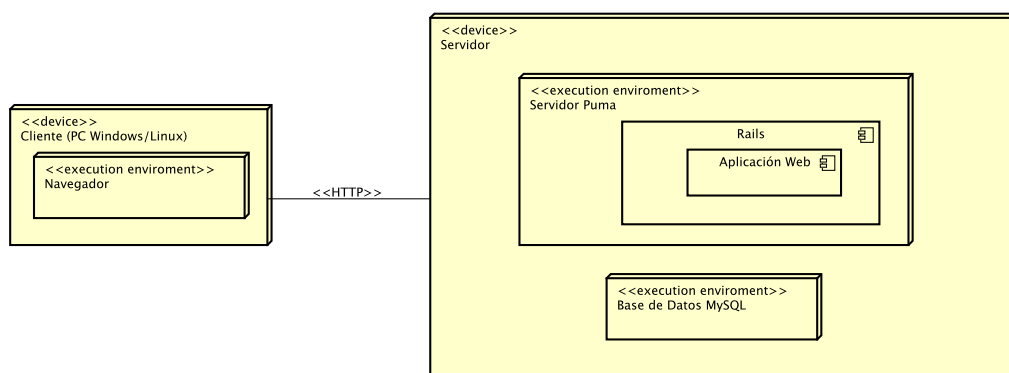 <<device>>
Servidor
<<execution enviroment>>
Servidor Puma
<<device>>
Cliente (PC Windows/Linux)
Rails
Aplicación Web
<<execution enviroment>>
Navegador
<<HTTP>>
<<execution enviroment>>
Base de Datos MySQL